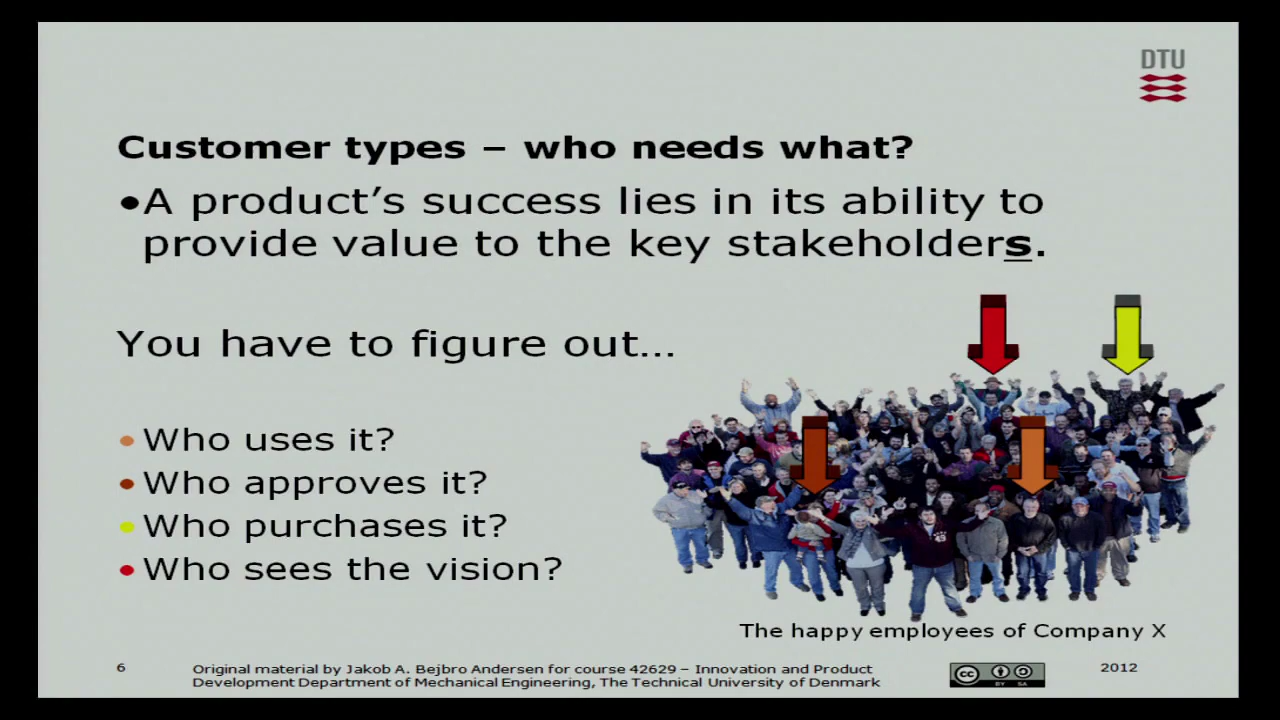 DTU
Customer types – who needs what?
•A product's success lies in its ability to
provide value to the key stakeholders.
You have to figure out...
•Who uses it?
•Who approves it?
•Who purchases it?
•Who sees the vision?
The happy employees of Company X
6
Original material by Jakob A. Bejbro Andersen for course 42629 – Innovation and Product
Development Department of Mechanical Engineering, The Technical University of Denmark
cc
BY SA
2012